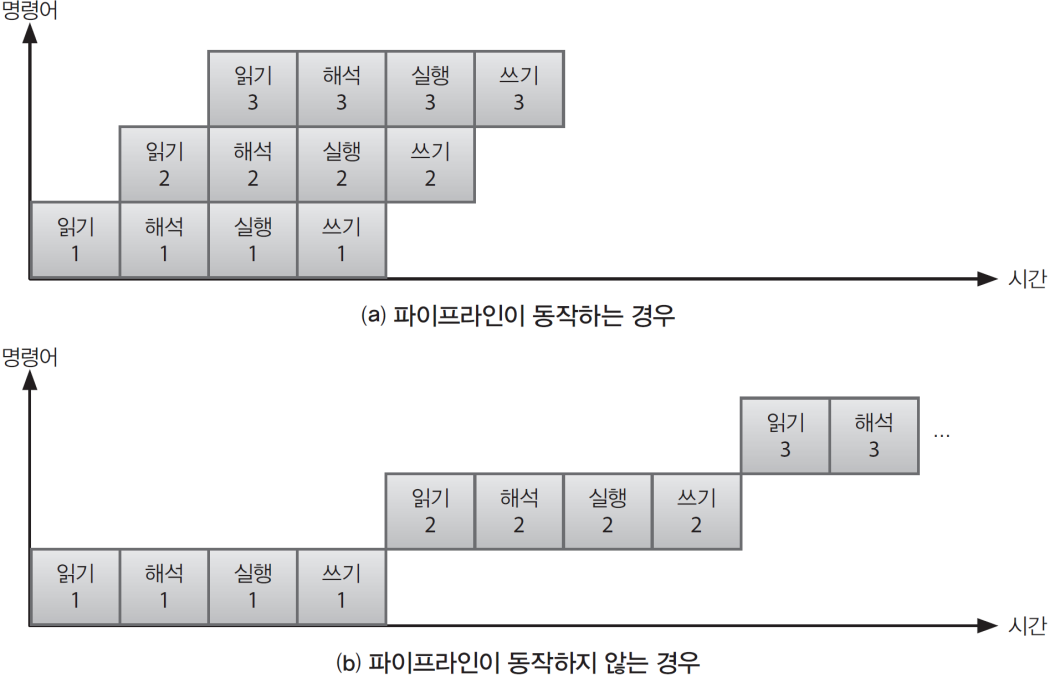 명령어
읽기 해석 실행 쓰기
3 3 3 3
읽기 해석 실행 쓰기
2 2 2 2
읽기 해석 실행 쓰기
1 1 1 1
시간
(a) 파이프라인이 동작하는 경우
명령어
읽기 해석
3 3
...
읽기 해석 실행 쓰기
2 2 2 2
읽기 해석 실행 쓰기
1 1 1 1
시간
(b) 파이프라인이 동작하지 않는 경우